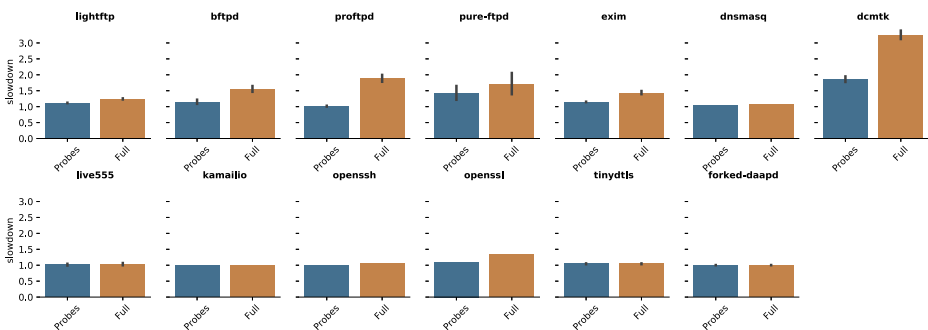 lightftp bftpd proftpd pure-ftpd exim dnsmasq dcmtk
slowdown
3.0
2.5
2.0
1.5
1.0
0.5
0.0
Probes Full Probes Full Probes Full Probes Full Probes Full Probes Full Probes Full
live555 kamailio openssh openssl tinydtls forked-daapd
slowdown
3.0
2.5
2.0
1.5
1.0
0.5
0.0
Probes Full Probes Full Probes Full Probes Full Probes Full Probes Full